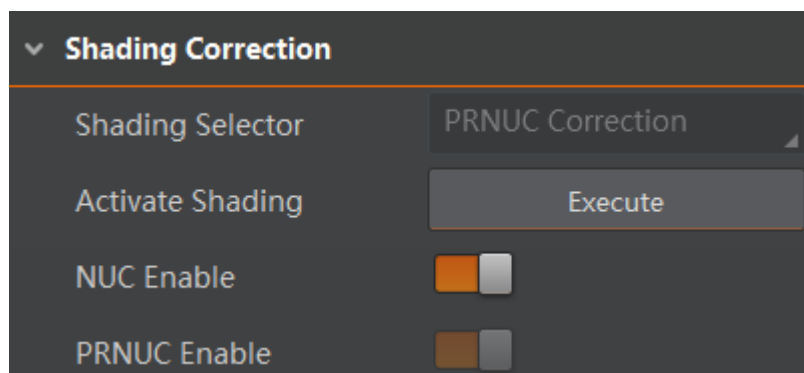 Shading Correction
Shading Selector PRNUC Correction
Activate Shading Execute
NUC Enable
PRNUC Enable